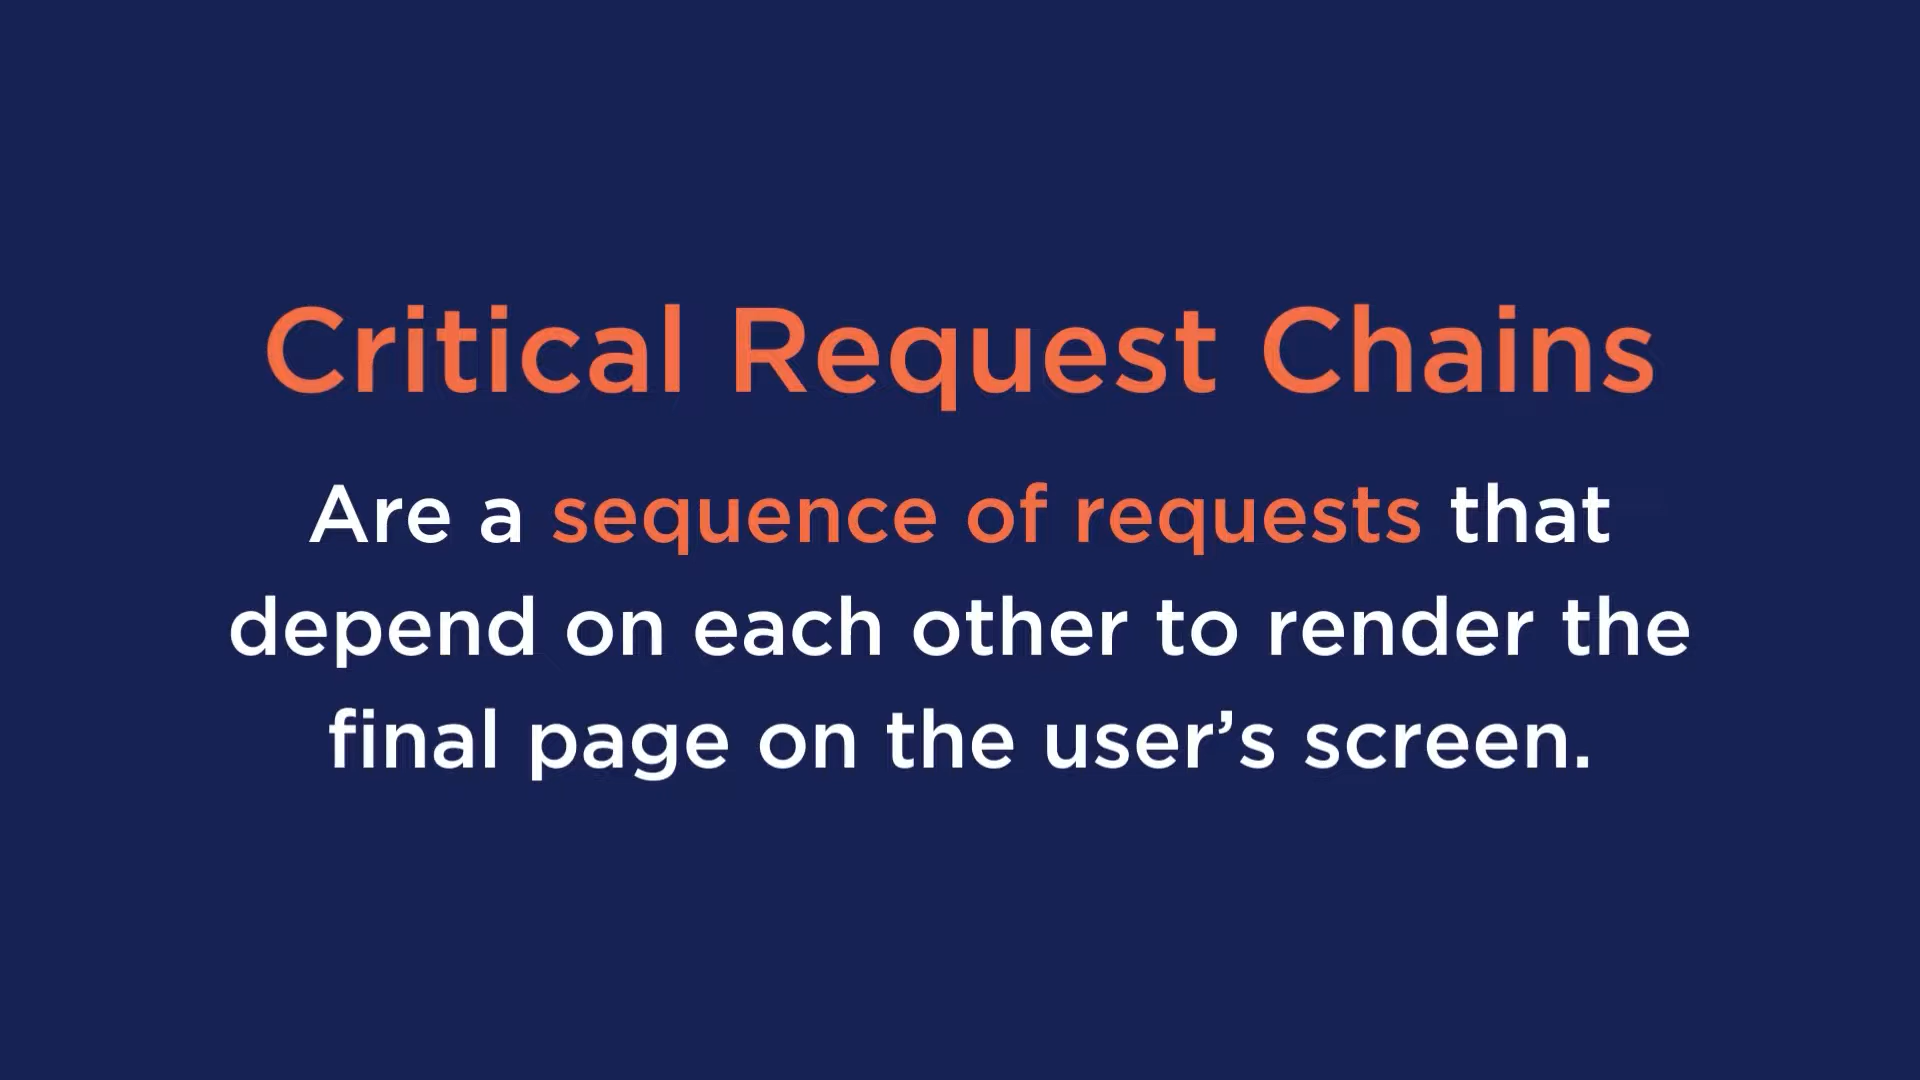 Critical Request Chains
Are a sequence of requests that
depend on each other to render the
final page on the user’s screen.